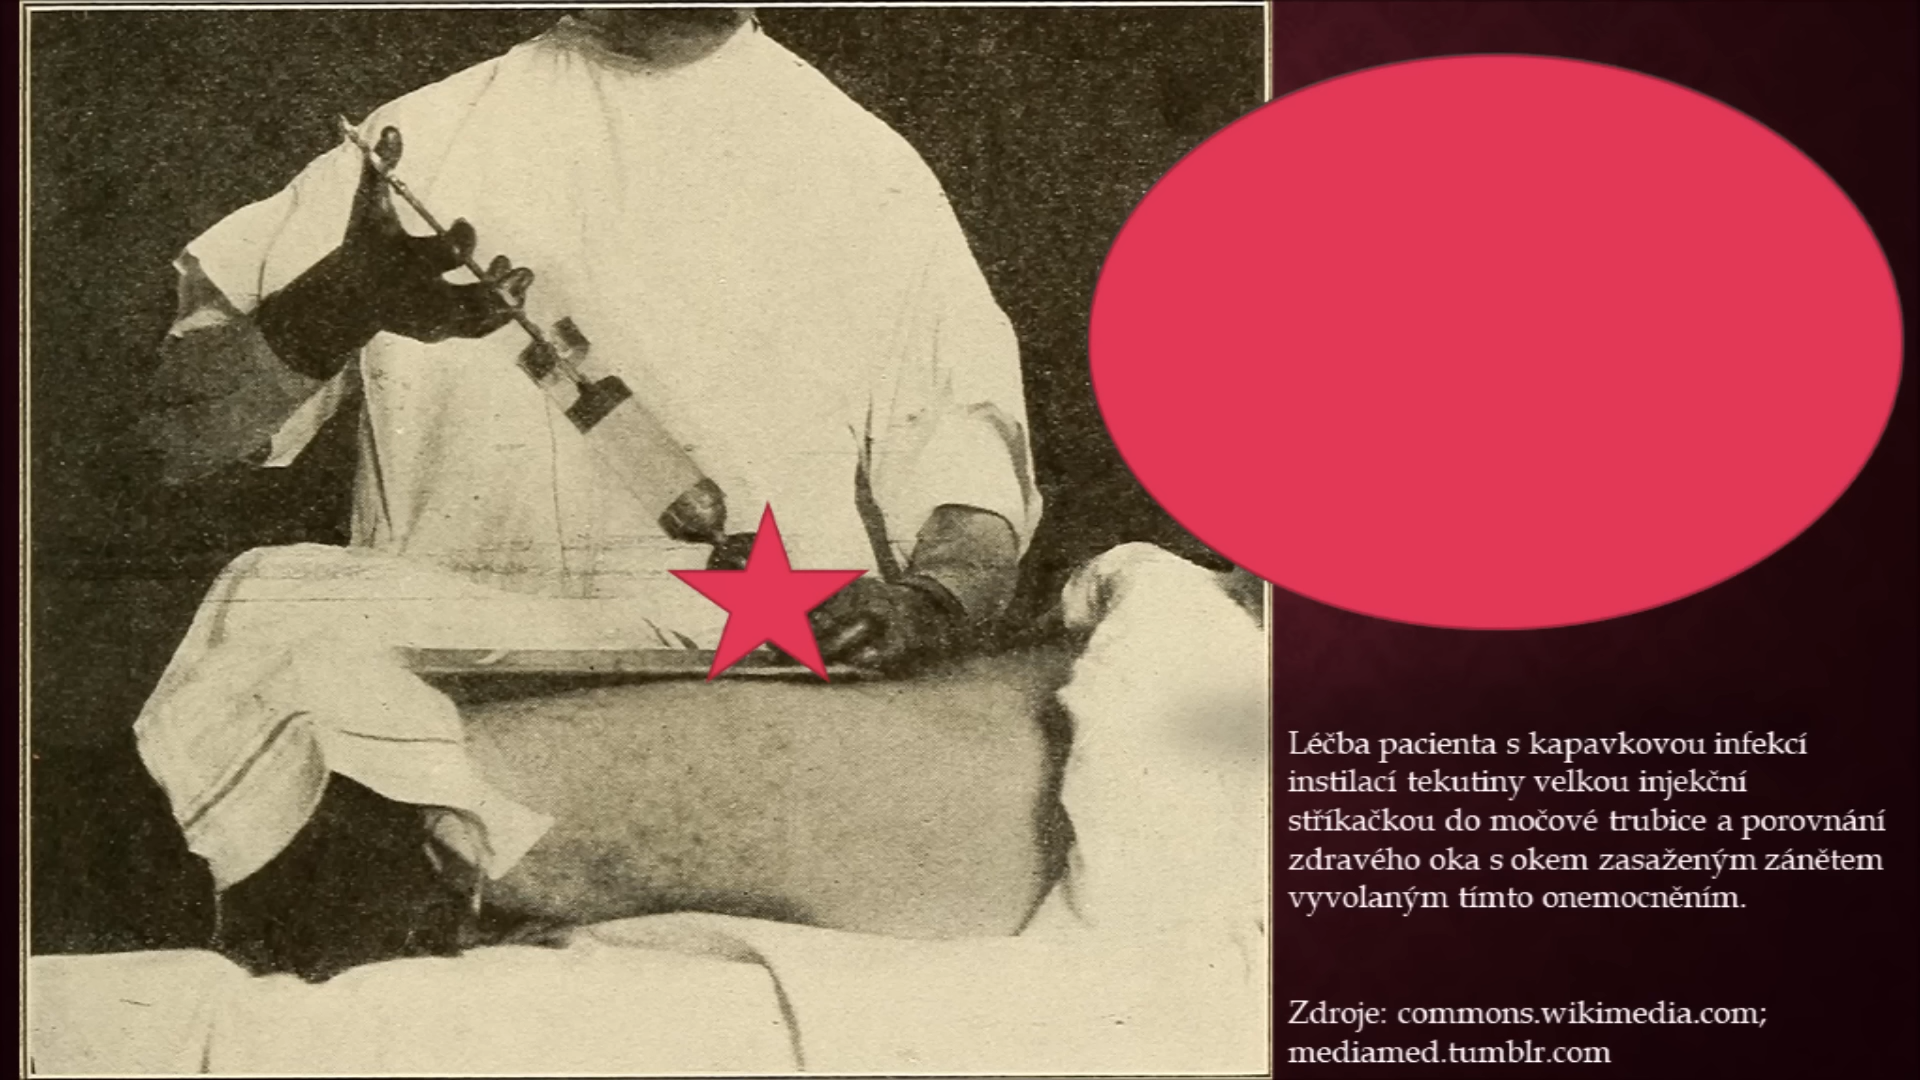 Léčba pacienta s kapavkovou infekcí
instilací tekutiny velkou injekční
stříkačkou do močové trubice a porovnání
zdravého oka s okem zasaženým zánětem
vyvolaným tímto onemocněním.
Zdroje: commons.wikimedia.com;
mediamed.tumblr.com